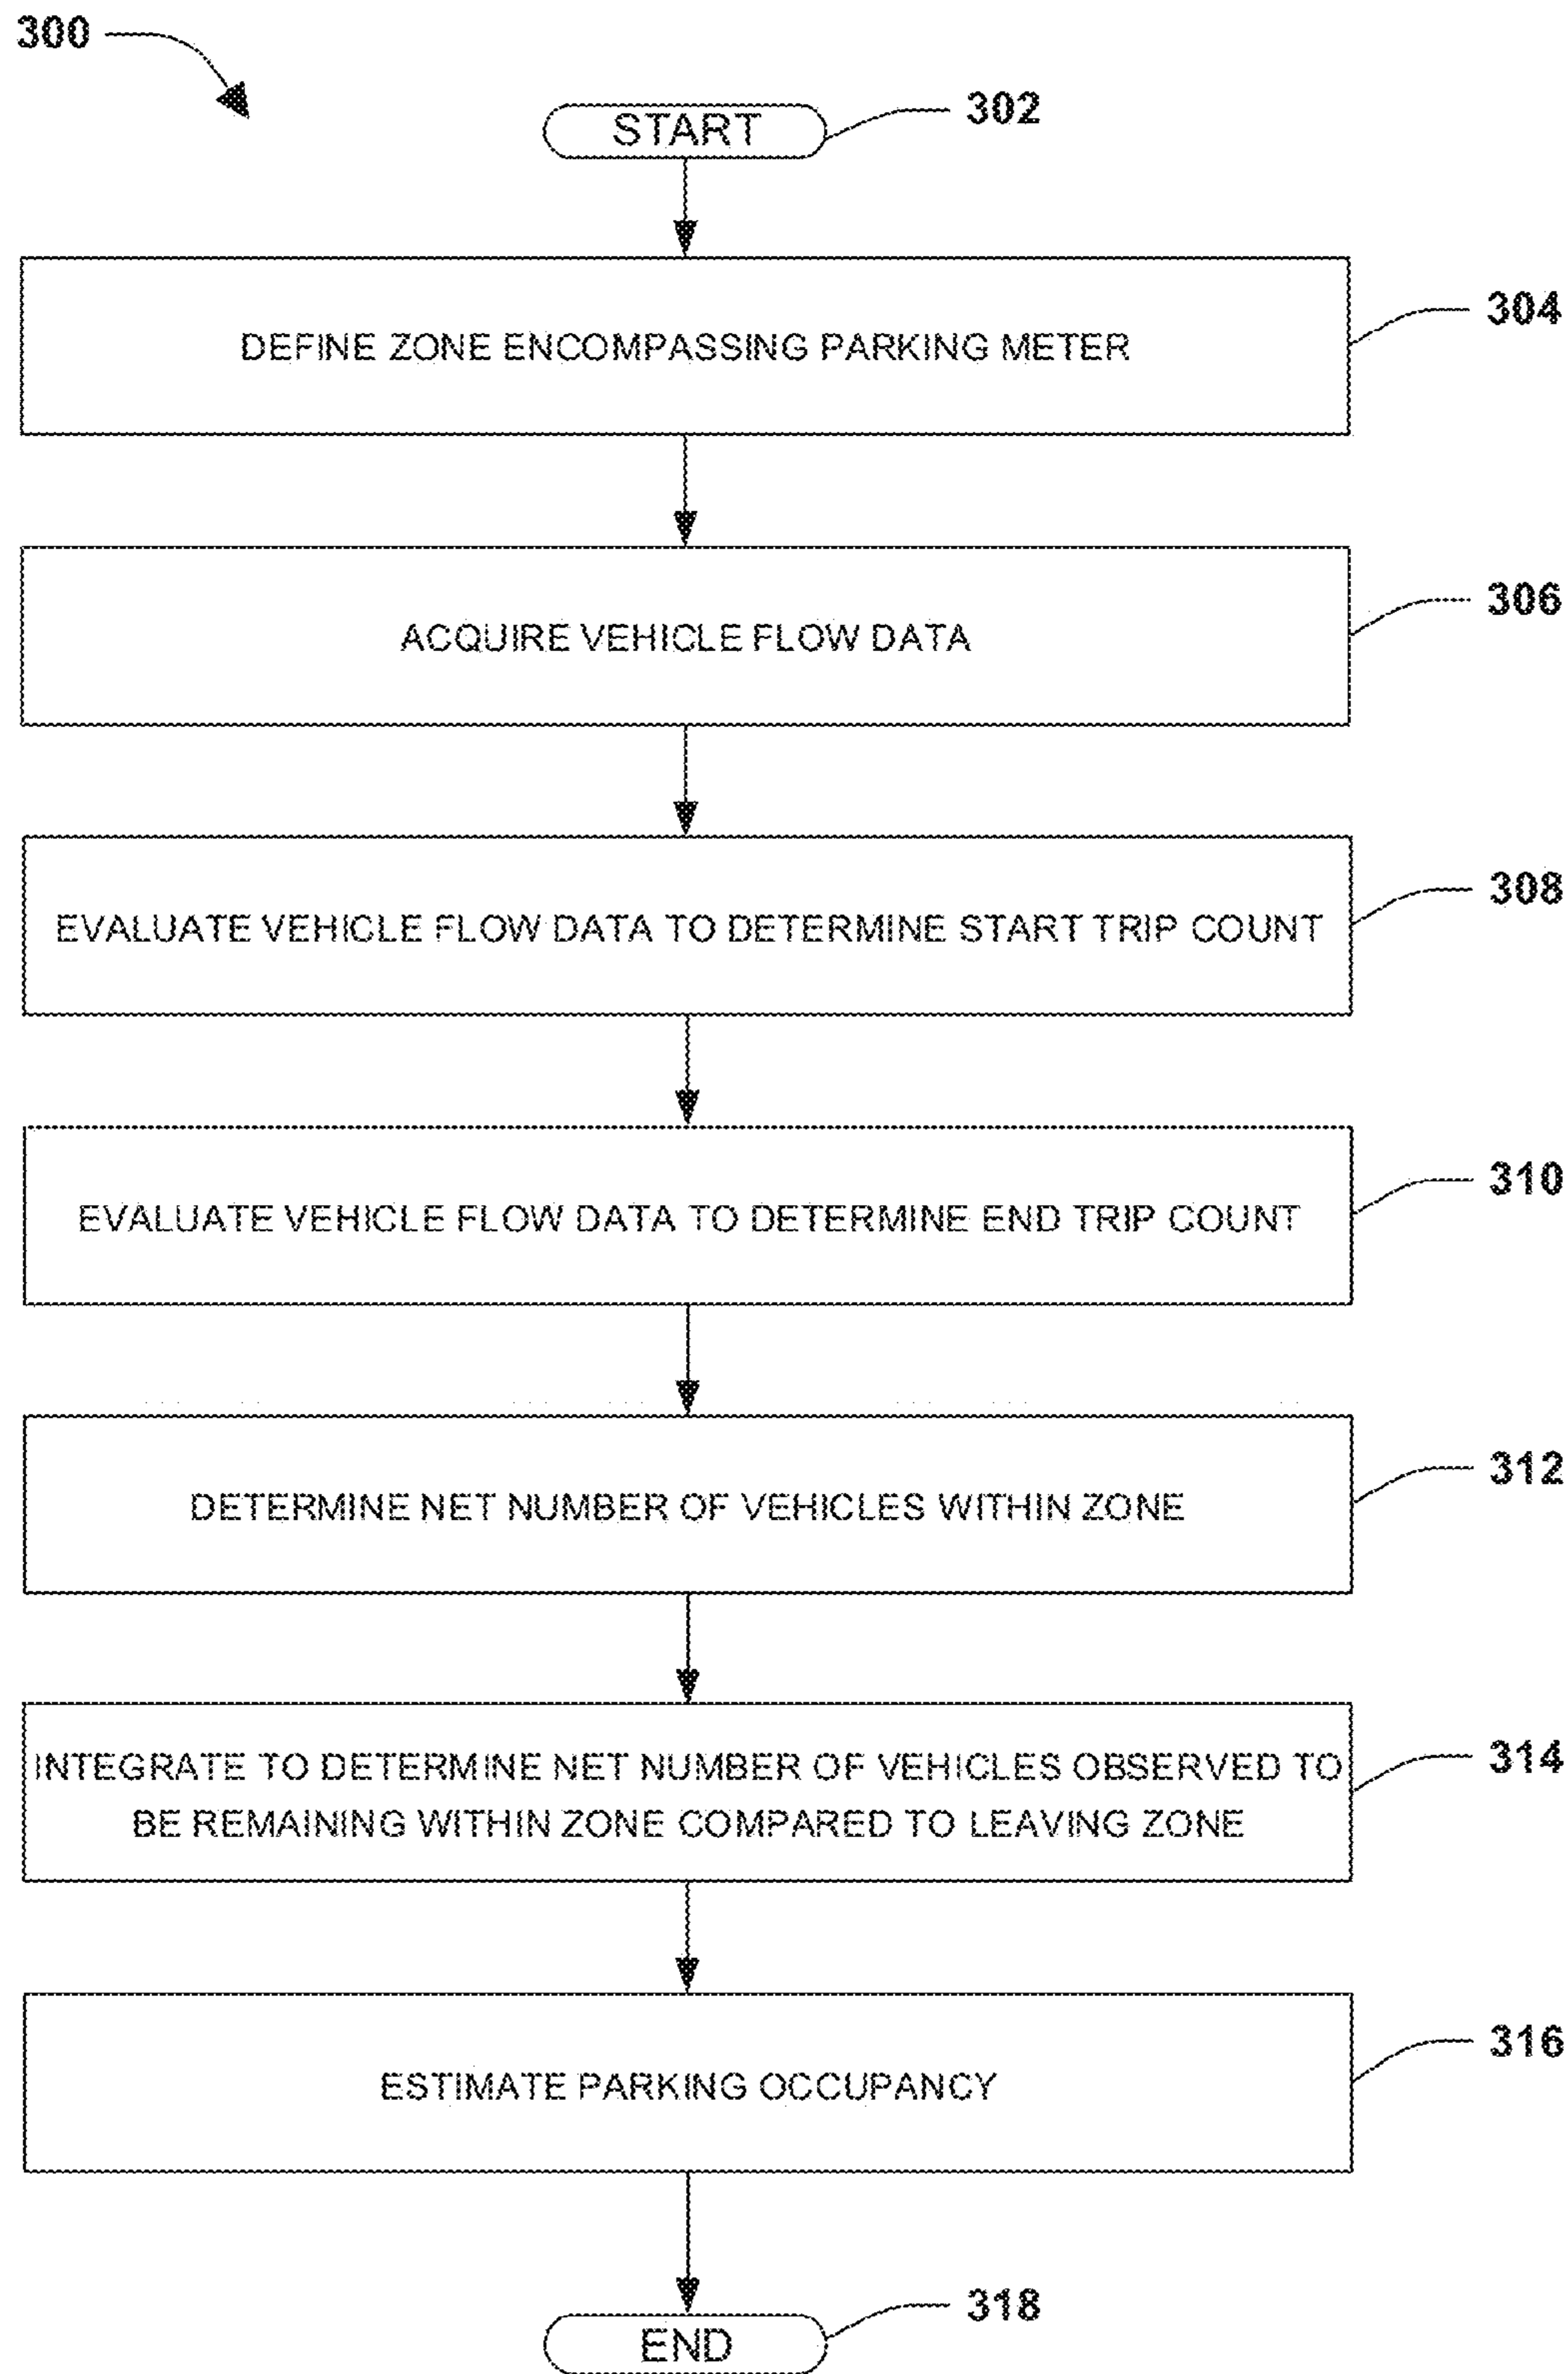 300
START
302
DEFINE ZONE ENCOMPASSING PARKING METER
304
ACQUIRE VEHICLE FLOW DATA
306
EVALUATE VEHICLE FLOW DATA TO DETERMINE START TRIP COUNT
308
EVALUATE VEHICLE FLOW DATA TO DETERMINE END TRIP COUNT
310
DETERMINE NET NUMBER OF VEHICLES WITHIN ZONE
312
INTEGRATE TO DETERMINE NET NUMBER OF VEHICLES OBSERVED TO
BE REMAINING WITHIN ZONE COMPARED TO LEAVING ZONE
314
ESTIMATE PARKING OCCUPANCY
316
END
318